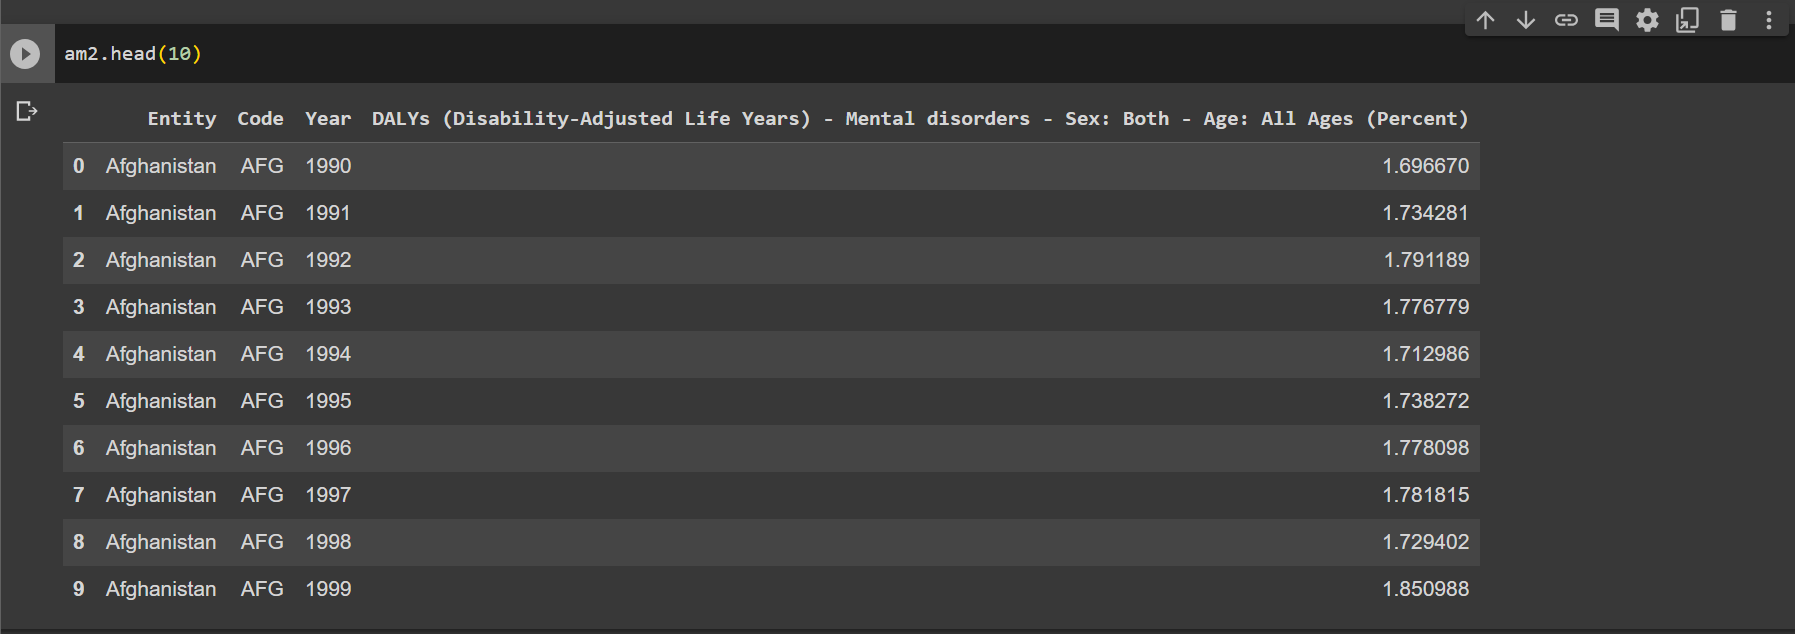 am2.head(10)
Entity Code Year DALYs (Disability-Adjusted Life Years) - Mental disorders - Sex: Both - Age: All Ages (Percent)
0 Afghanistan AFG 1990 1.696670
1 Afghanistan AFG 1991 1.734281
2 Afghanistan AFG 1992 1.791189
3 Afghanistan AFG 1993 1.776779
4 Afghanistan AFG 1994 1.712986
5 Afghanistan AFG 1995 1.738272
6 Afghanistan AFG 1996 1.778098
7 Afghanistan AFG 1997 1.781815
8 Afghanistan AFG 1998 1.729402
9 Afghanistan AFG 1999 1.850988